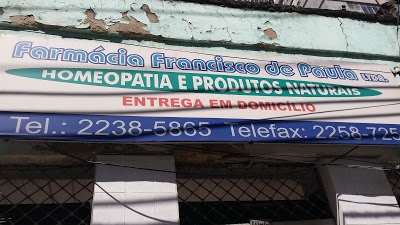 Farmácia Francisco de Paula LTDA.
HOMEOPATIA E PRODUTOS NATURAIS
ENTREGA EM DOMICÍLIO
Tel.: 2238-5865 Telefax: 2258-725